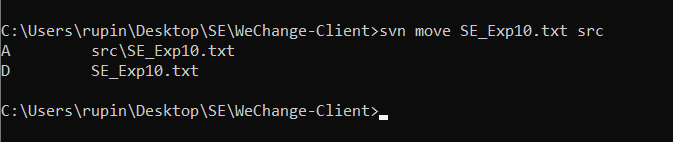 C:\Users\rupin\Desktop\SE\WeChange-Client>svn move SE_Exp10.txt src
A         src\SE_Exp10.txt
D         SE_Exp10.txt
C:\Users\rupin\Desktop\SE\WeChange-Client>